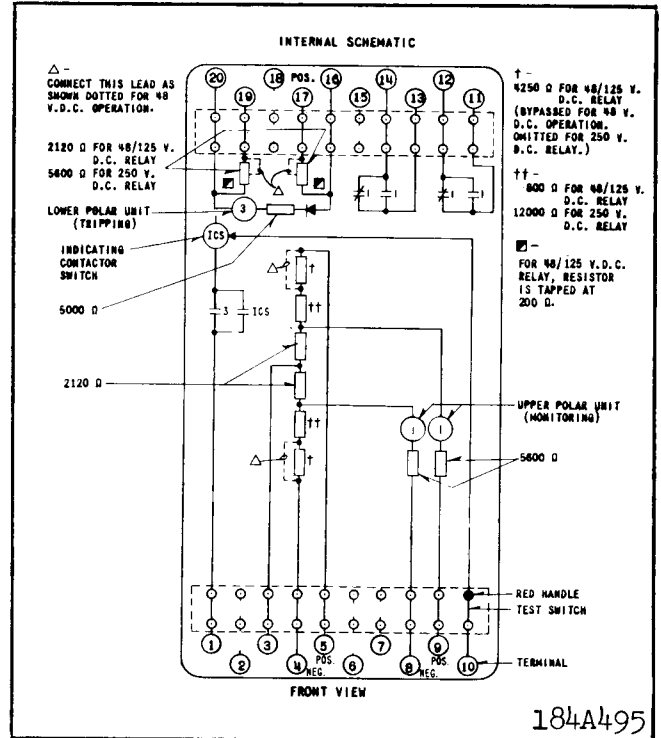 INTERNAL SCHEMATIC
△ -
CONNECT THIS LEAD AS
SHOWN DOTTED FOR 48
V.D.C. OPERATION.
2120 Ω FOR 48/125 V.
D.C. RELAY
5600 Ω FOR 250 V.
D.C. RELAY
LOWER POLAR UNIT
(TRIPPING)
INDICATING
CONTACTOR
SWITCH
5000 Ω
2120 Ω
20
18
POS.
16
14
12
19
17
15
13
11
△
3
ICS
1
1
1
1
3
ICS
△
†
††
††
△
†
1
1
† -
4250 Ω FOR 48/125 V.
D.C. RELAY
(BYPASSED FOR 48 V.
D.C. OPERATION.
OMITTED FOR 250 V.
D.C. RELAY.)
†† -
800 Ω FOR 48/125 V.
D.C. RELAY
12000 Ω FOR 250 V.
D.C. RELAY
-
FOR 48/125 V.D.C.
RELAY, RESISTOR
IS TAPPED AT
200 Ω.
UPPER POLAR UNIT
(MONITORING)
5600 Ω
RED HANDLE
TEST SWITCH
TERMINAL
1
3
5
7
9
2
4
6
8
10
NEG.
POS.
NEG.
POS.
FRONT VIEW
184A495